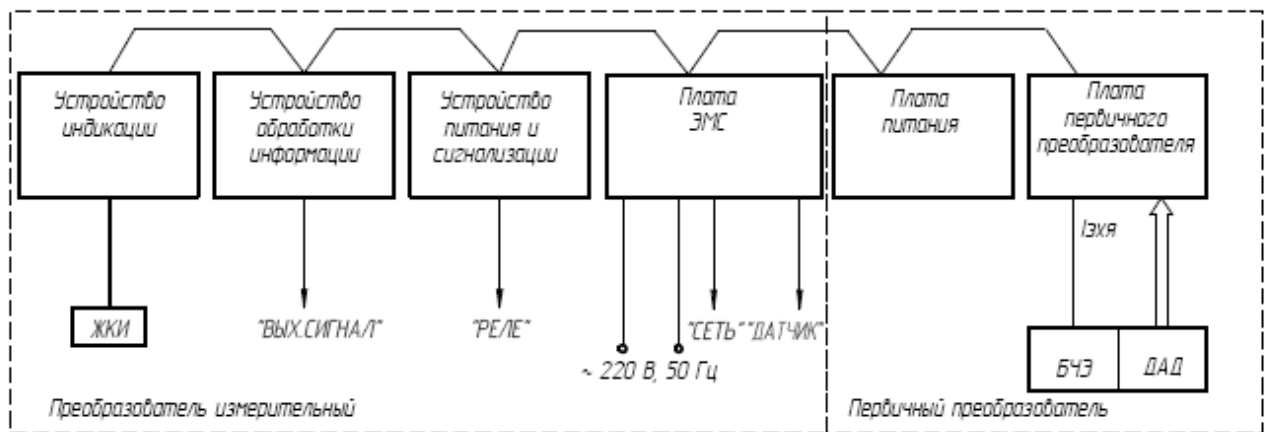 Устройство
индикации
Устройство
обработки
информации
Устройство
питания и
сигнализации
Плата
ЭМС
Плата
питания
Плата
первичного
преобразователя
Iэхя
ЖКИ
"ВЫХ.СИГНАЛ"
"РЕЛЕ"
"СЕТЬ" "ДАТЧИК"
~ 220 В, 50 Гц
БЧЭ
ДАД
Преобразователь измерительный
Первичный преобразователь